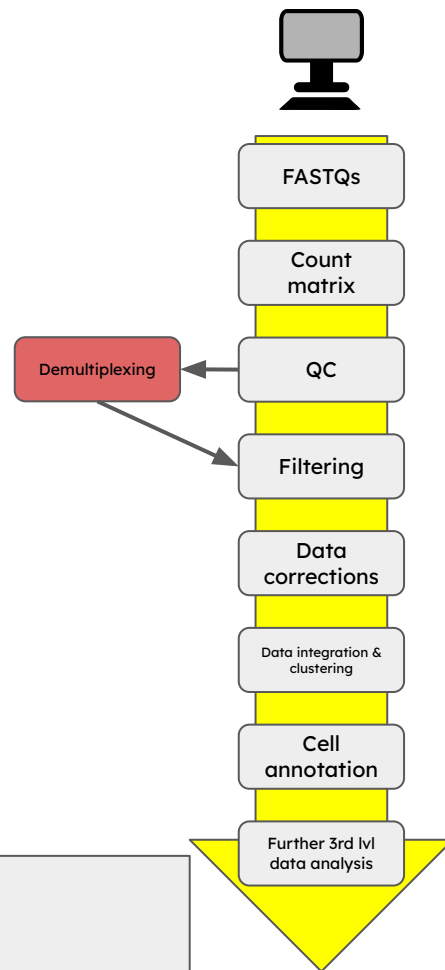 FASTQs
Count
matrix
Demultiplexing
QC
Filtering
Data
corrections
Data integration &
clustering
Cell
annotation
Further 3rd lvl
data analysis